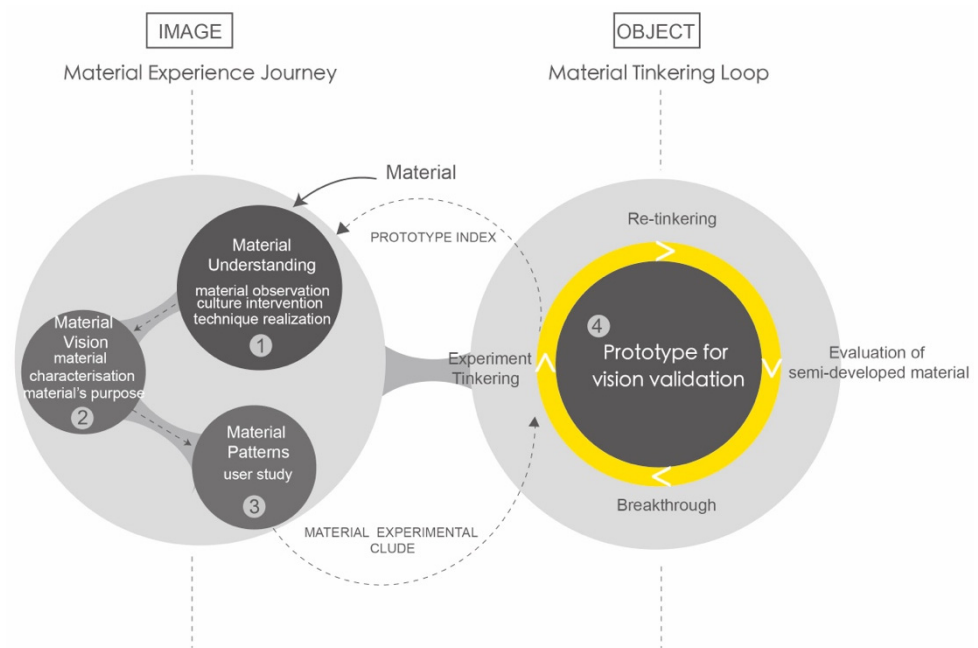 IMAGE
Material Experience Journey
OBJECT
Material Tinkering Loop
Material
PROTOTYPE INDEX
Material
Understanding
material observation
culture intervention
technique realization
1
Material
Vision
material
characterisation
material's purpose
2
Material
Patterns
user study
3
MATERIAL EXPERIMENTAL
CLUDE
Re-tinkering
Experiment
Tinkering
4
Prototype for
vision validation
Evaluation of
semi-developed material
Breakthrough